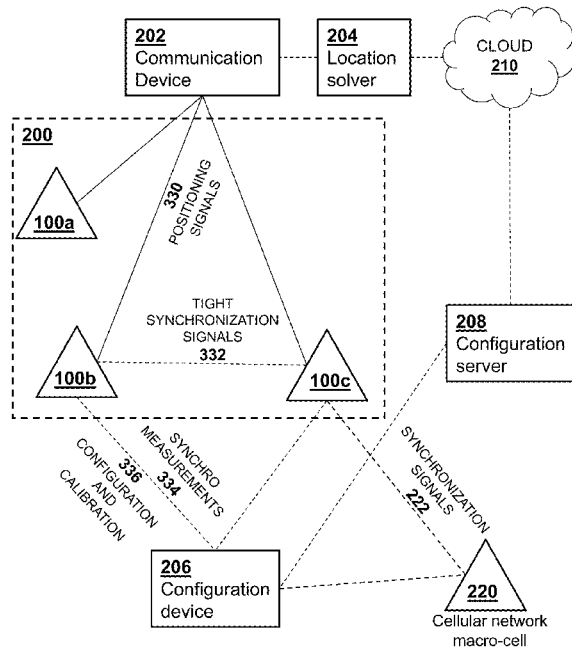 202
Communication
Device
204
Location
solver
CLOUD
210
200
100a
330
POSITIONING
SIGNALS
TIGHT
SYNCHRONIZATION
SIGNALS
332
100b
100c
208
Configuration
server
SYNCHRO
MEASUREMENTS
334
336
CONFIGURATION
AND
CALIBRATION
SYNCHRONIZATION
SIGNALS
222
206
Configuration
device
220
Cellular network
macro-cell